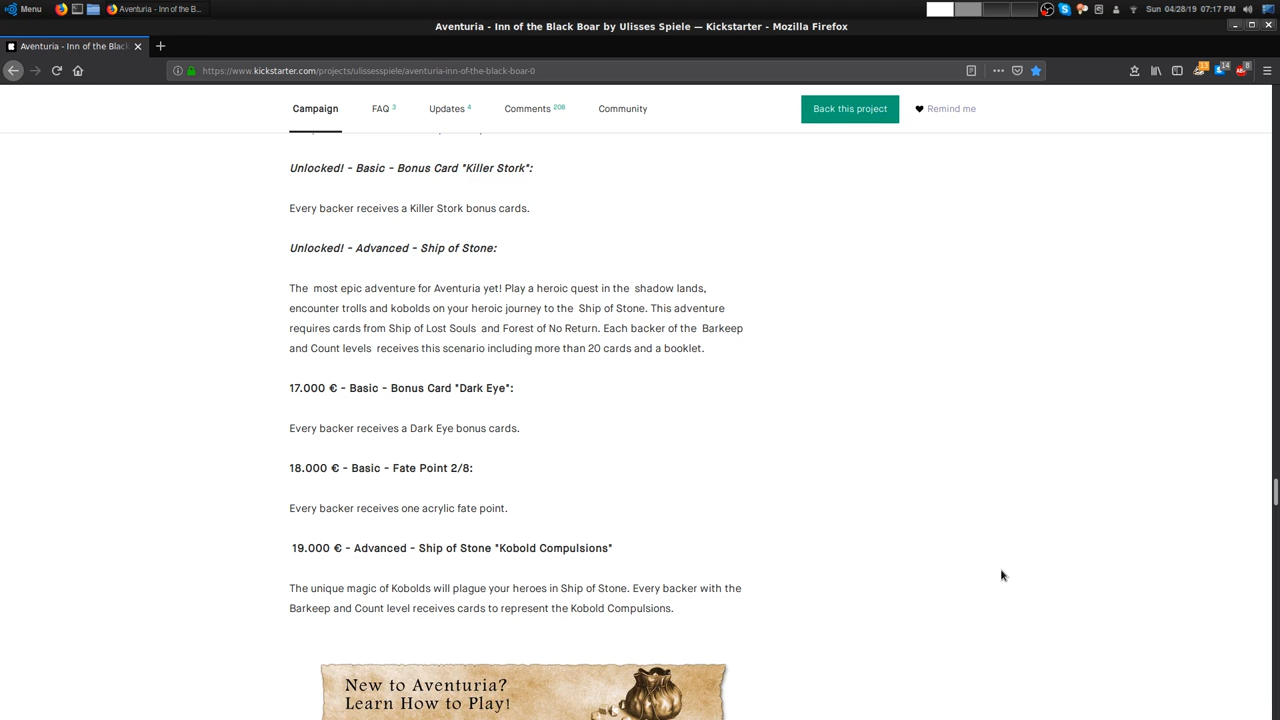 Menu
Aventuria - Inn of the B...
Sun 04/28/19 07:17 PM
Aventuria - Inn of the Black Boar by Ulisses Spiele — Kickstarter - Mozilla Firefox
Aventuria - Inn of the Black
https://www.kickstarter.com/projects/ulissesspiele/aventuria-inn-of-the-black-boar-0
13
14
8
Campaign
FAQ 3
Updates 4
Comments 208
Community
Back this project
Remind me
Unlocked! - Basic - Bonus Card "Killer Stork":
Every backer receives a Killer Stork bonus cards.
Unlocked! - Advanced - Ship of Stone:
The most epic adventure for Aventuria yet! Play a heroic quest in the shadow lands,
encounter trolls and kobolds on your heroic journey to the Ship of Stone. This adventure
requires cards from Ship of Lost Souls and Forest of No Return. Each backer of the Barkeep
and Count levels receives this scenario including more than 20 cards and a booklet.
17.000 € - Basic - Bonus Card "Dark Eye":
Every backer receives a Dark Eye bonus cards.
18.000 € - Basic - Fate Point 2/8:
Every backer receives one acrylic fate point.
19.000 € - Advanced - Ship of Stone "Kobold Compulsions"
The unique magic of Kobolds will plague your heroes in Ship of Stone. Every backer with the
Barkeep and Count level receives cards to represent the Kobold Compulsions.
New to Aventuria?
Learn How to Play!